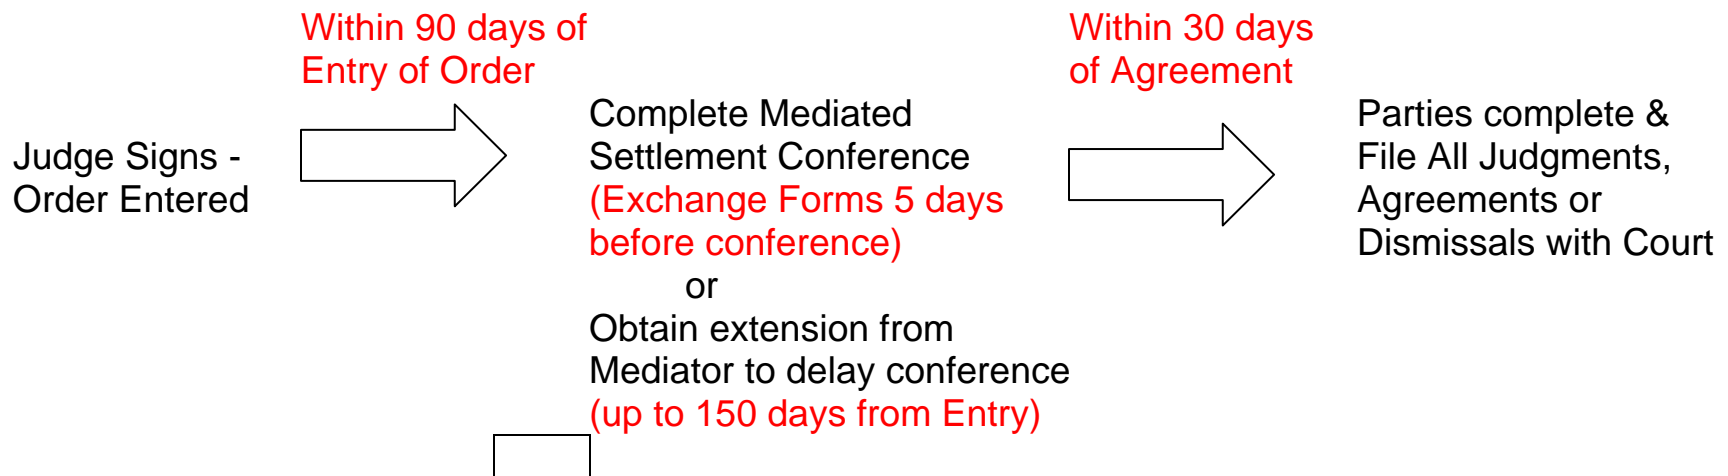 Judge Signs -
Order Entered
Within 90 days of
Entry of Order
Complete Mediated
Settlement Conference
(Exchange Forms 5 days
before conference)
or
Obtain extension from
Mediator to delay conference
(up to 150 days from Entry)
Within 30 days
of Agreement
Parties complete &
File All Judgments,
Agreements or
Dismissals with Court